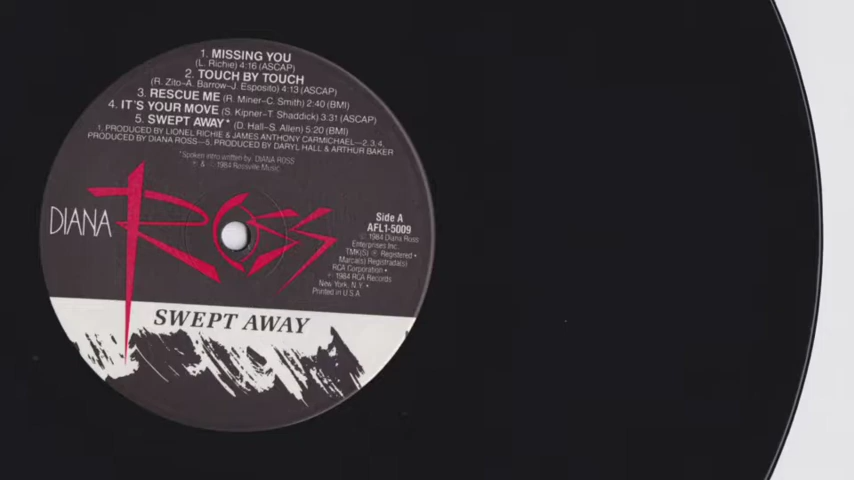 1. MISSING YOU
(L. Richie) 4:16 (ASCAP)
2. TOUCH BY TOUCH
(R. Zito–A. Barrow–J. Esposito) 4:13 (ASCAP)
3. RESCUE ME (R. Miner–C. Smith) 2:40 (BMI)
4. IT'S YOUR MOVE (S. Kipner–T. Shaddick) 3:31 (ASCAP)
5. SWEPT AWAY* (D. Hall–S. Allen) 5:20 (BMI)
1. PRODUCED BY LIONEL RICHIE & JAMES ANTHONY CARMICHAEL—2, 3, 4,
PRODUCED BY DIANA ROSS—5, PRODUCED BY DARYL HALL & ARTHUR BAKER
*Spoken intro written by DIANA ROSS
℗ & © 1984 Rossville Music.
DIANA ROSS
Side A
AFL1-5009
© 1984 Diana Ross
Enterprises Inc.
TMK(S) ® Registered •
Marca(s) Registrada(s)
RCA Corporation •
℗ 1984 RCA Records
New York, N.Y. •
Printed in U.S.A.
SWEPT AWAY